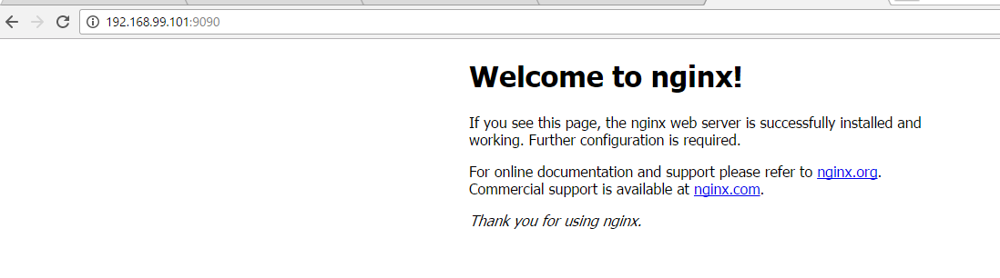 192.168.99.101:9090
Welcome to nginx!
If you see this page, the nginx web server is successfully installed and
working. Further configuration is required.
For online documentation and support please refer to nginx.org.
Commercial support is available at nginx.com.
Thank you for using nginx.